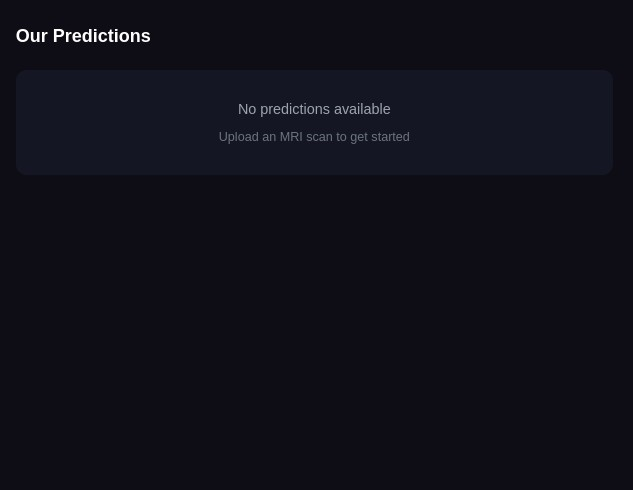 Our Predictions
No predictions available
Upload an MRI scan to get started